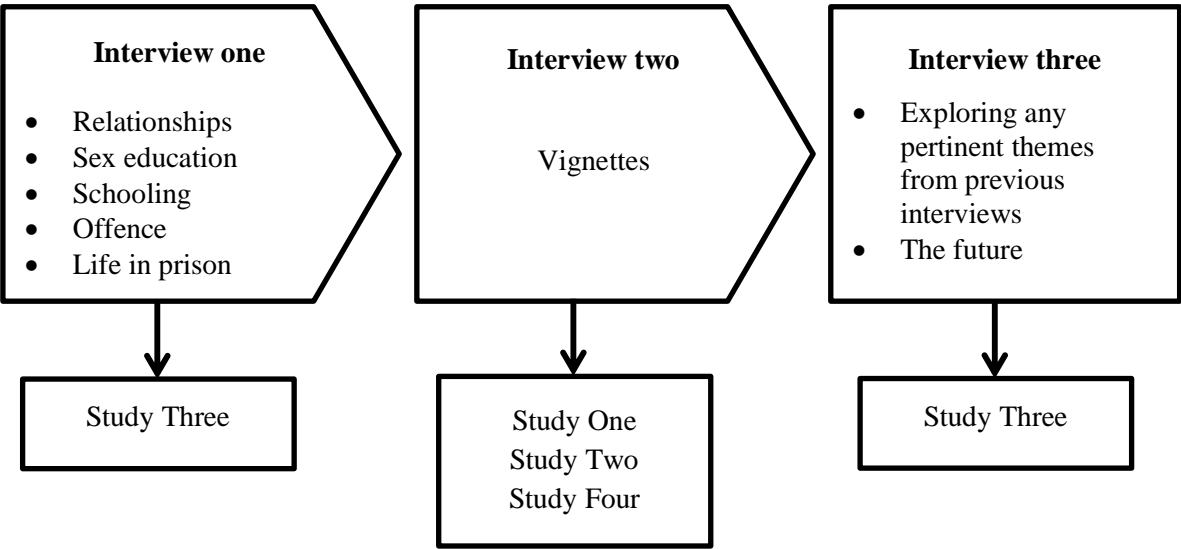 Interview one
• Relationships
• Sex education
• Schooling
• Offence
• Life in prison
Study Three
Interview two
Vignettes
Study One
Study Two
Study Four
Interview three
• Exploring any
pertinent themes
from previous
interviews
• The future
Study Three